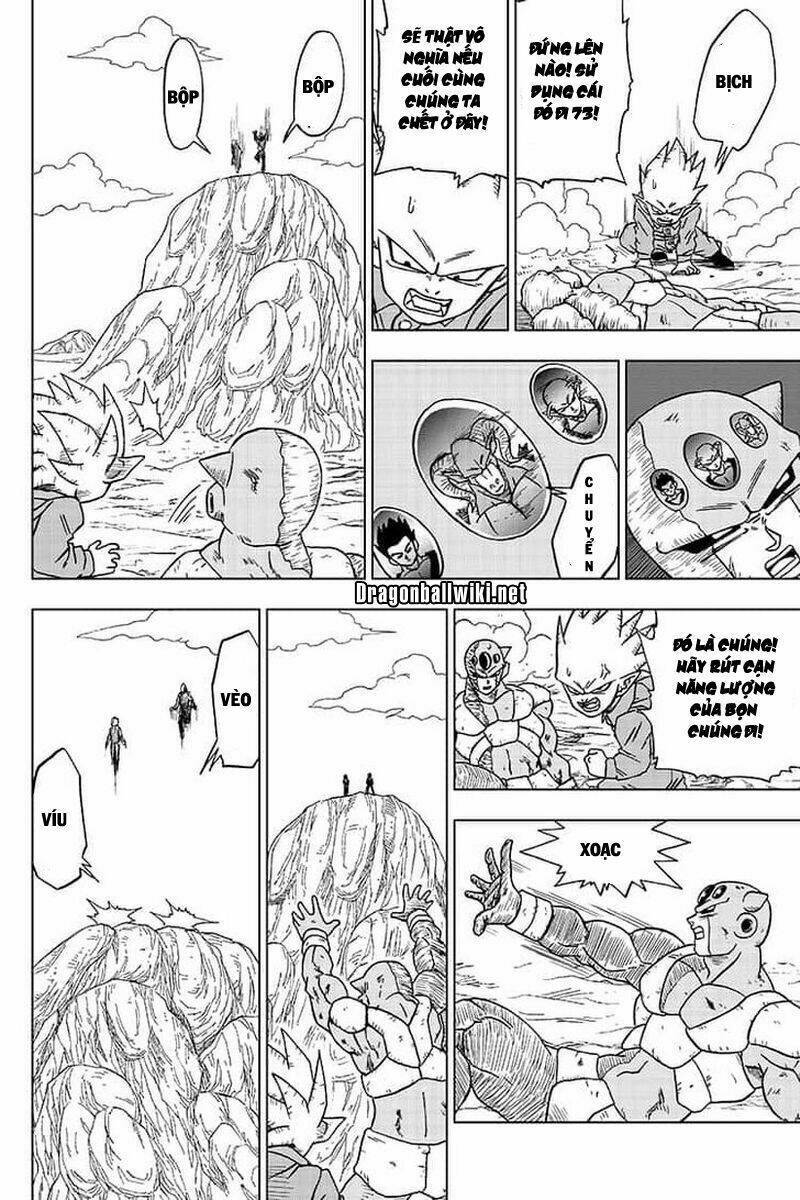 BỊCH
ĐỨNG LÊN
NÀO! SỬ
DỤNG CÁI
ĐÓ ĐI 73!
SẼ THẬT VÔ
NGHĨA NẾU
CUỐI CÙNG
CHÚNG TA
CHẾT Ở ĐÂY!
BỘP
BỘP
CHUYỂN
Dragonballwiki.net
ĐÓ LÀ CHÚNG!
HÃY RÚT CẠN
NĂNG LƯỢNG
CỦA BỌN
CHÚNG ĐI!
XOẠC
VÈO
VÍU